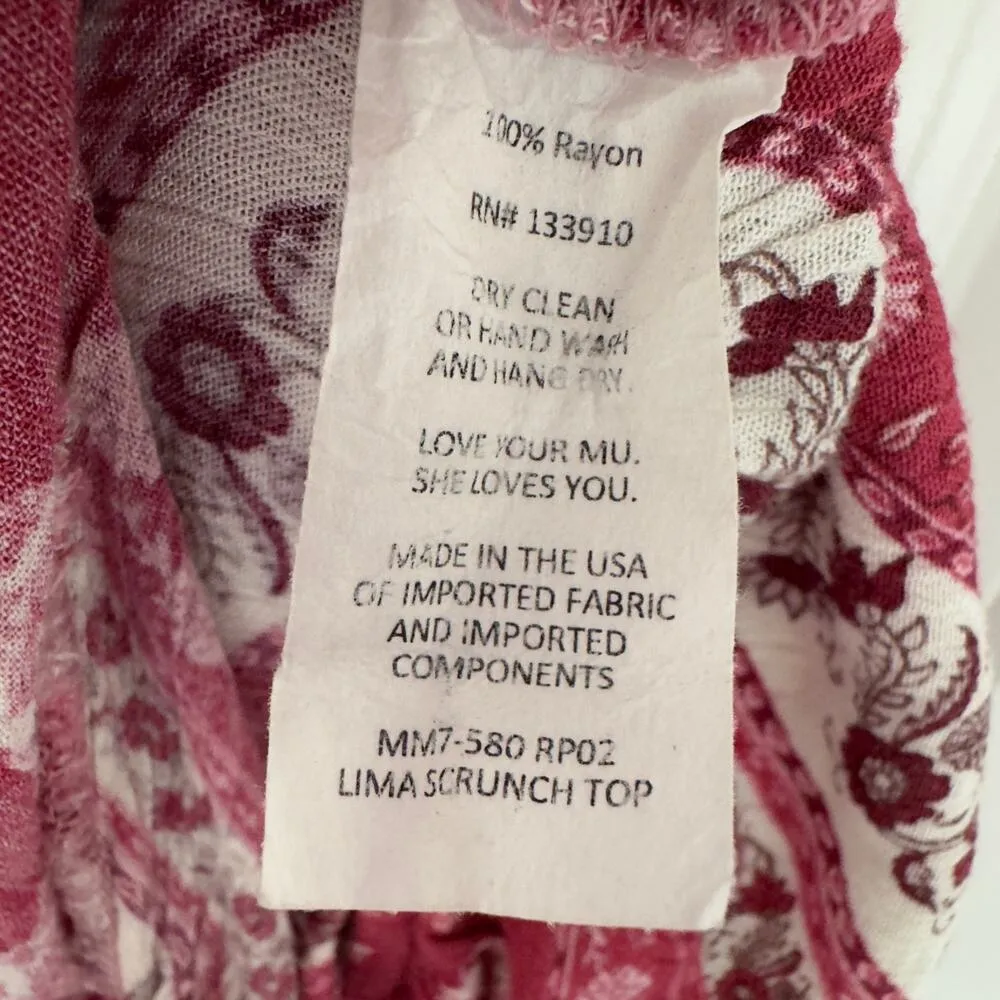 100% Rayon
RN# 133910
DRY CLEAN
OR HAND WASH
AND HANG DRY.
LOVE YOUR MU.
SHE LOVES YOU.
MADE IN THE USA
OF IMPORTED FABRIC
AND IMPORTED
COMPONENTS
MM7-580 RP02
LIMA SCRUNCH TOP